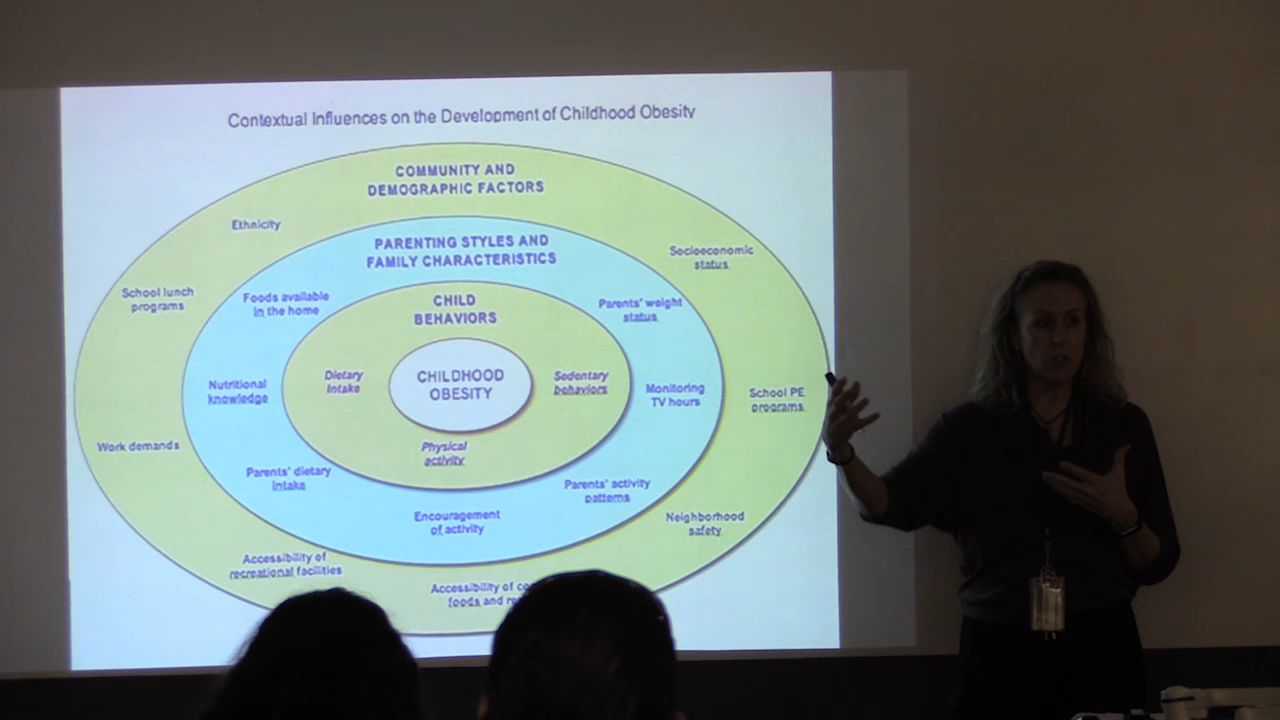 Contextual Influences on the Development of Childhood Obesity
COMMUNITY AND
DEMOGRAPHIC FACTORS
Ethnicity
Socioeconomic
status
PARENTING STYLES AND
FAMILY CHARACTERISTICS
School lunch
programs
Foods available
in the home
CHILD
BEHAVIORS
Parents' weight
status
Nutritional
knowledge
Dietary
Intake
CHILDHOOD
OBESITY
Sedentary
behaviors
Monitoring
TV hours
School PE
programs
Work demands
Physical
activity
Parents' dietary
Intake
Parents' activity
patterns
Encouragement
of activity
Neighborhood
safety
Accessibility of
recreational facilities
Accessibility of
foods and